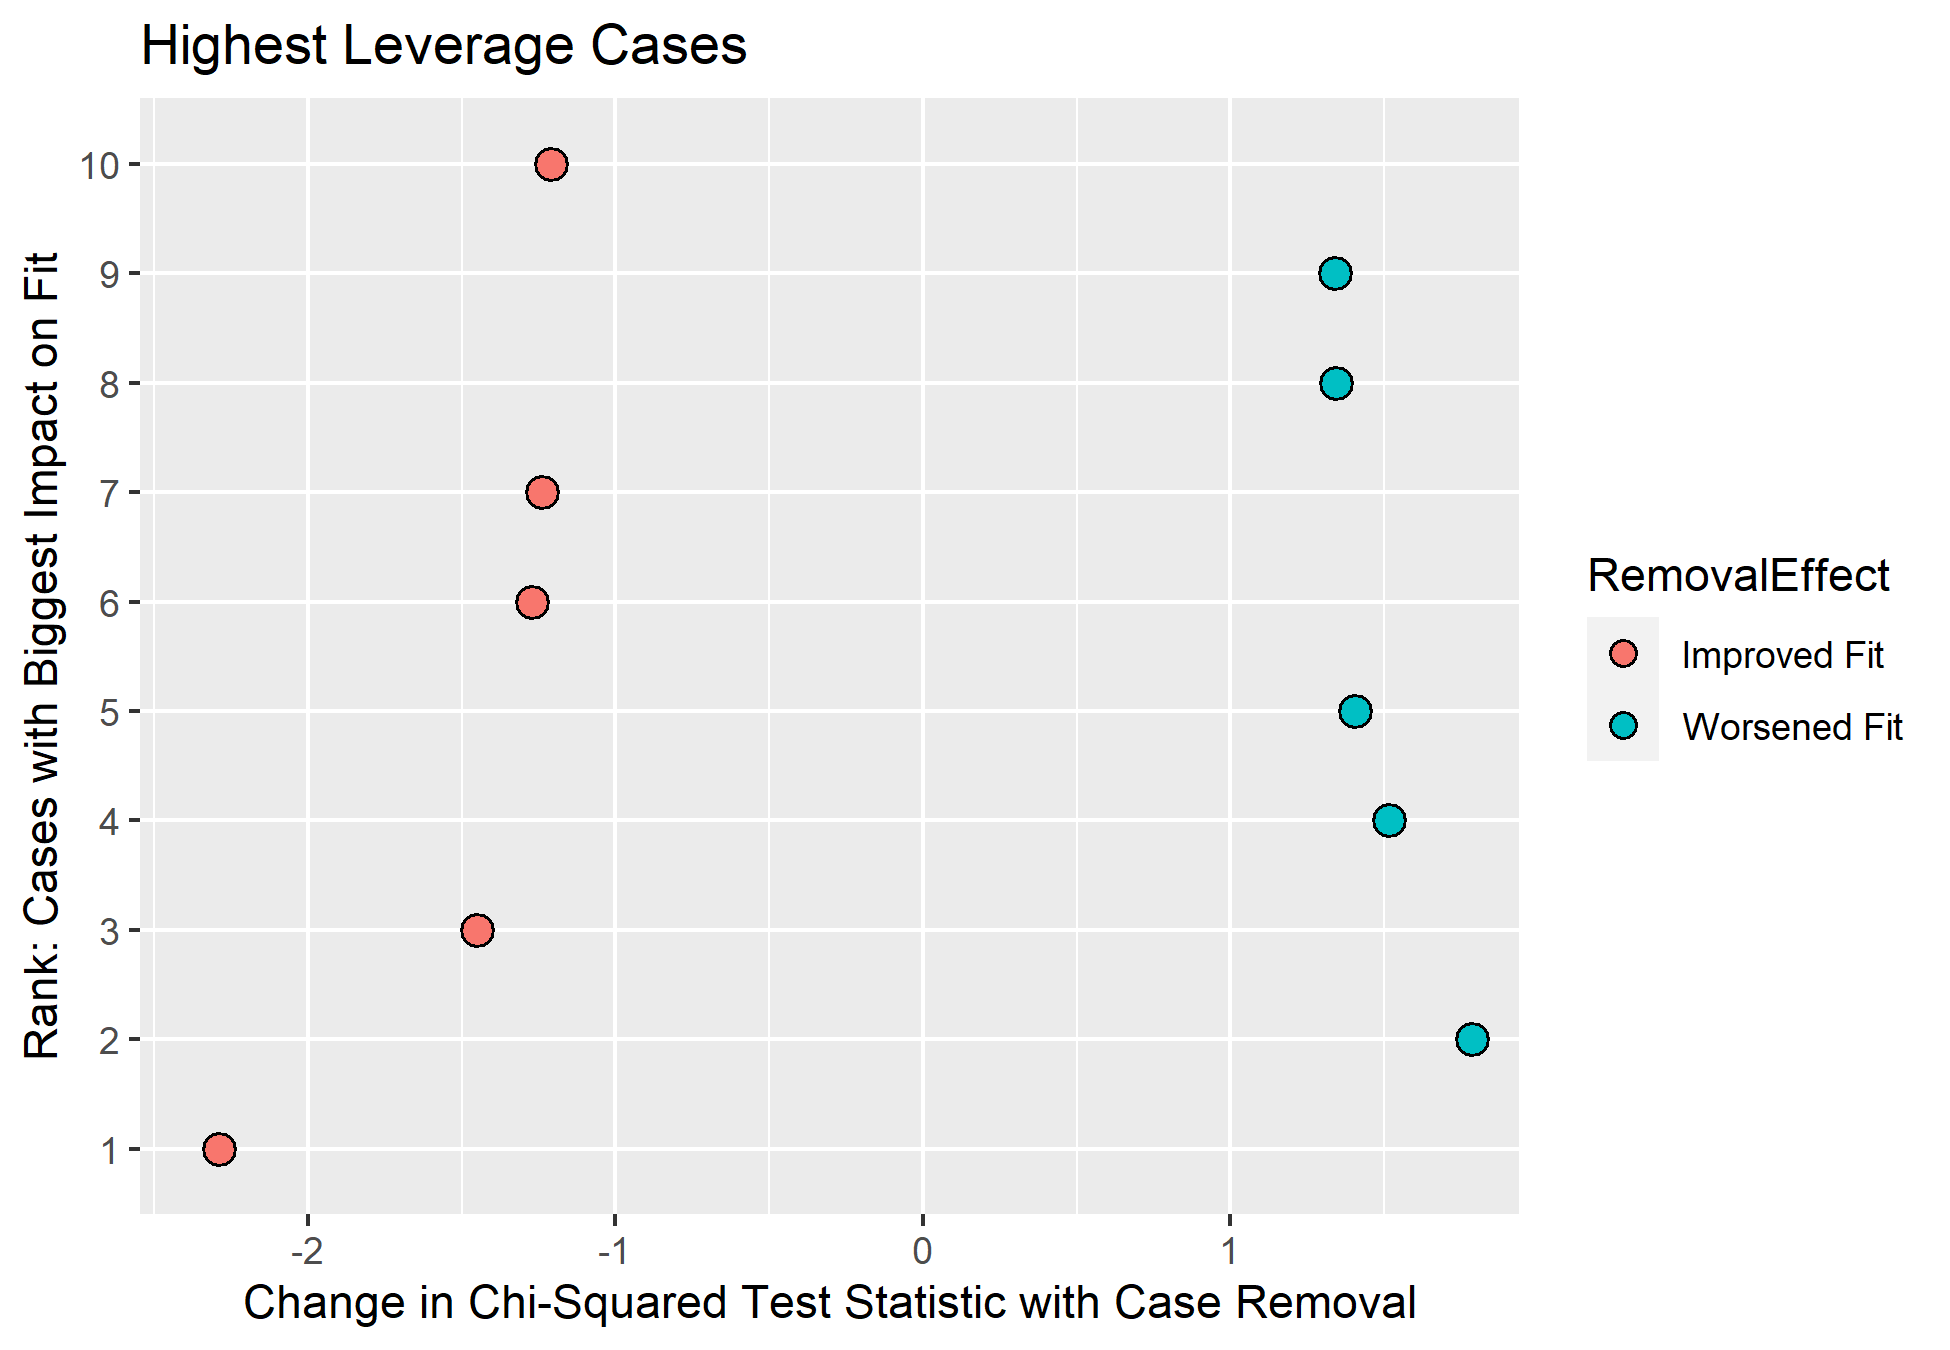 Highest Leverage Cases
Rank: Cases with Biggest Impact on Fit
10
9
8
7
6
5
4
3
2
1
-2
-1
0
1
Change in Chi-Squared Test Statistic with Case Removal
RemovalEffect
Improved Fit
Worsened Fit